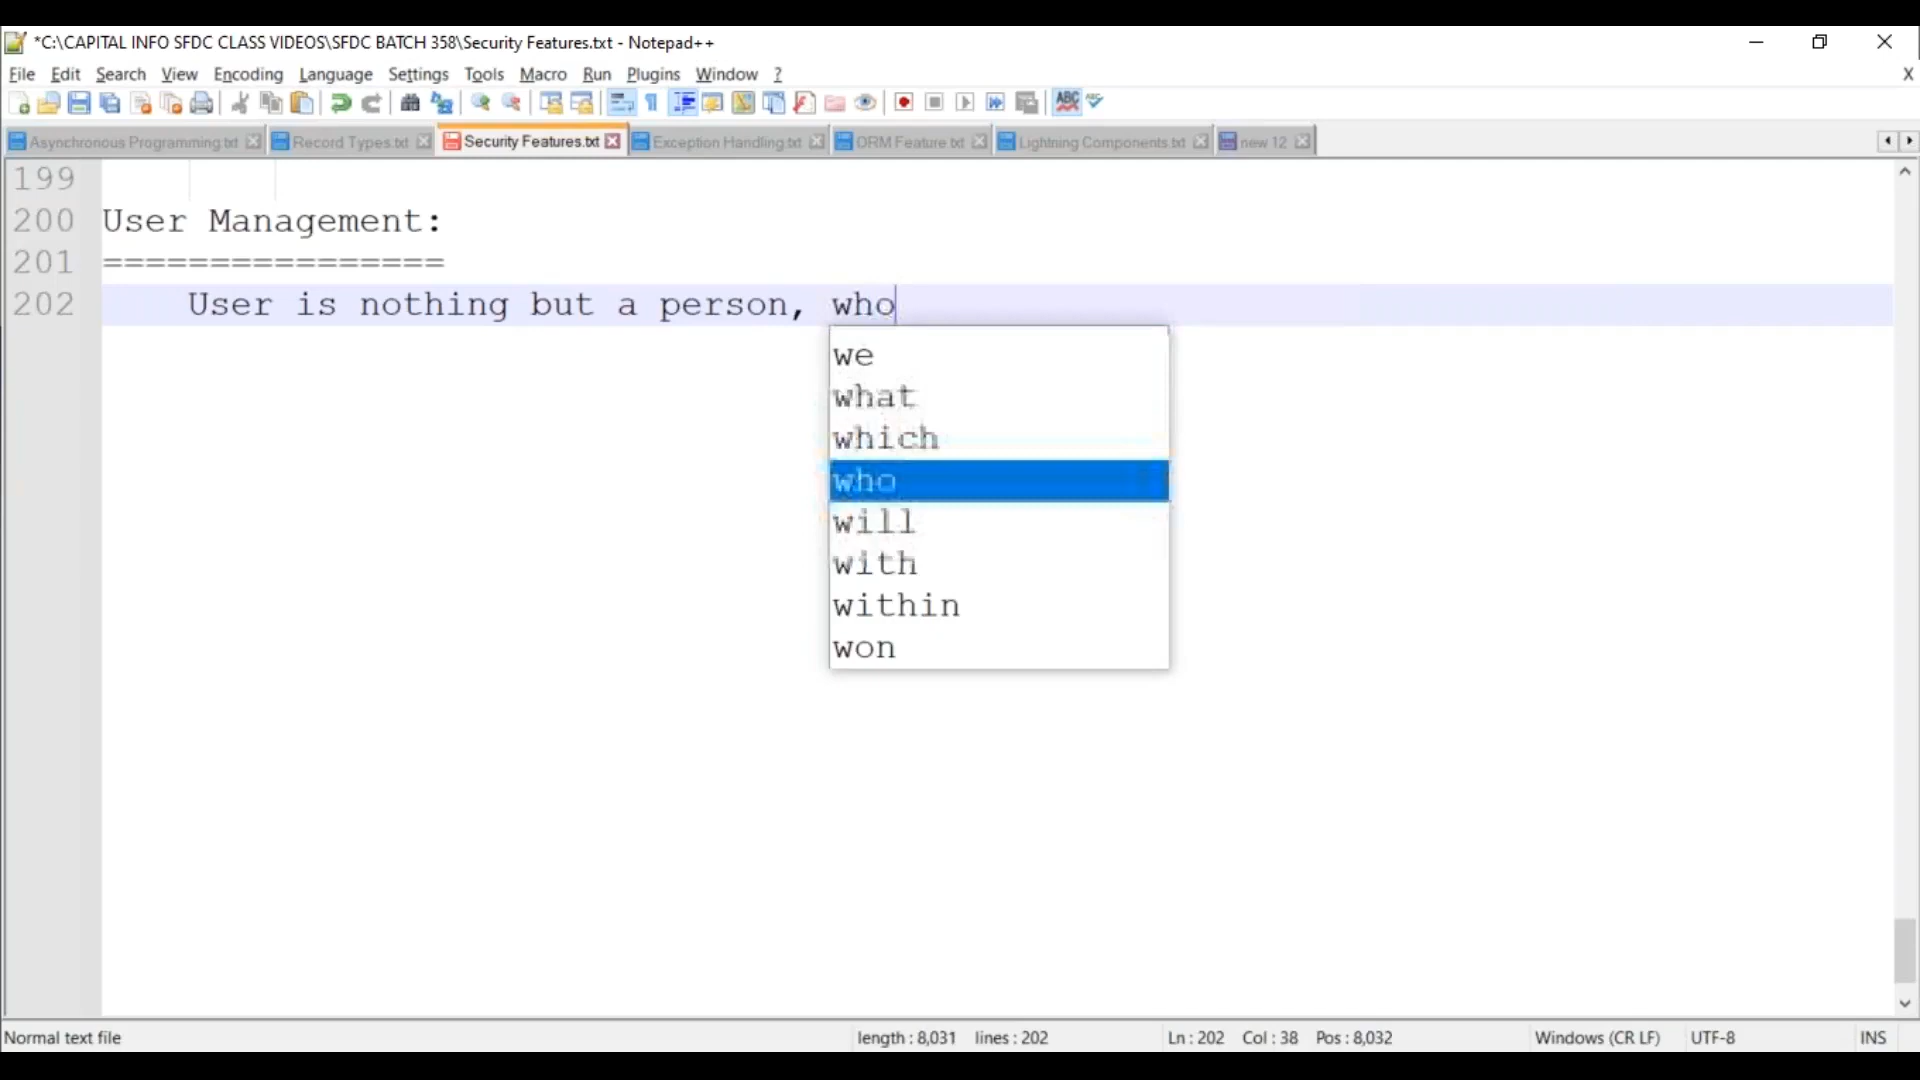 *C:\CAPITAL INFO SFDC CLASS VIDEOS\SFDC BATCH 358\Security Features.txt - Notepad++
File Edit Search View Encoding Language Settings Tools Macro Run Plugins Window ? X
ABC ABC
Asynchronous Programming.txt Record Types.txt Security Features.txt Exception Handling.txt ORM Feature.txt Lightning Components.txt new 12
199
200 User Management:
201 ================
202 User is nothing but a person, who
we
what
which
who
will
with
within
won
Normal text file length : 8,031 lines : 202 Ln : 202 Col : 38 Pos : 8,032 Windows (CR LF) UTF-8 INS